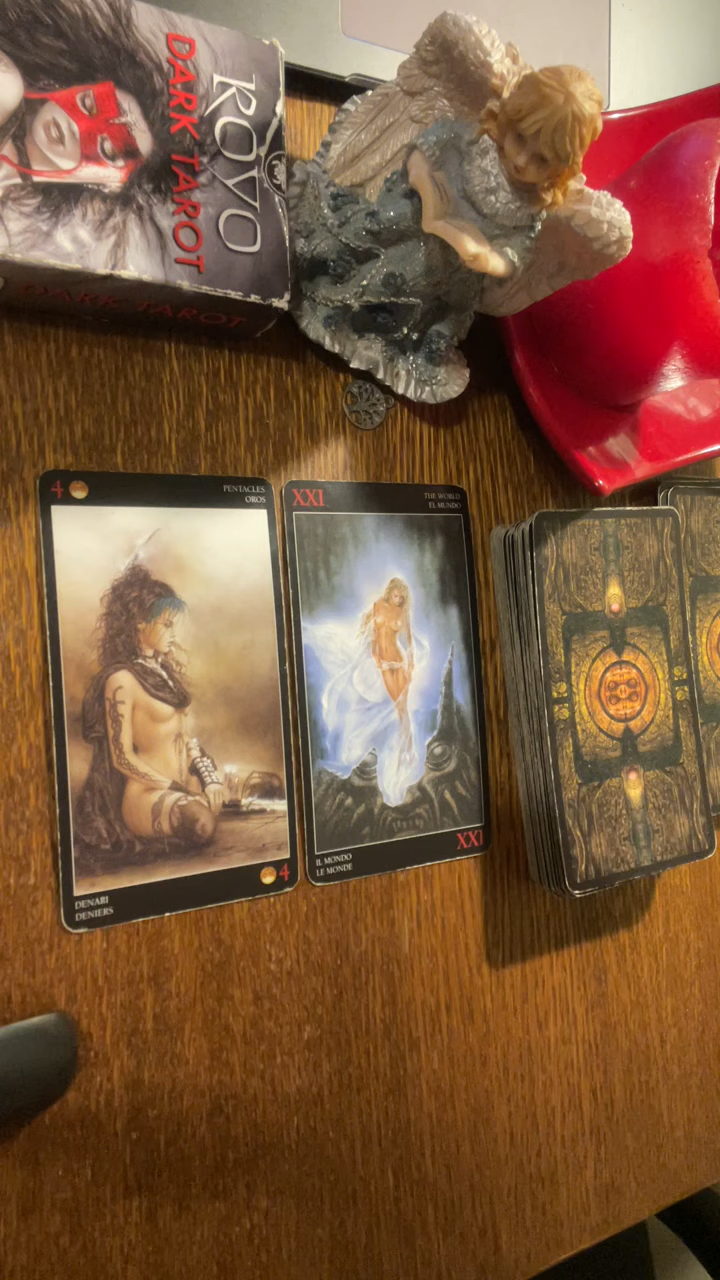 ROYO
DARK TAROT
DARK TAROT
4
PENTACLES
OROS
4
DENARI
DENIERS
XXI
THE WORLD
EL MUNDO
XXI
IL MONDO
LE MONDE